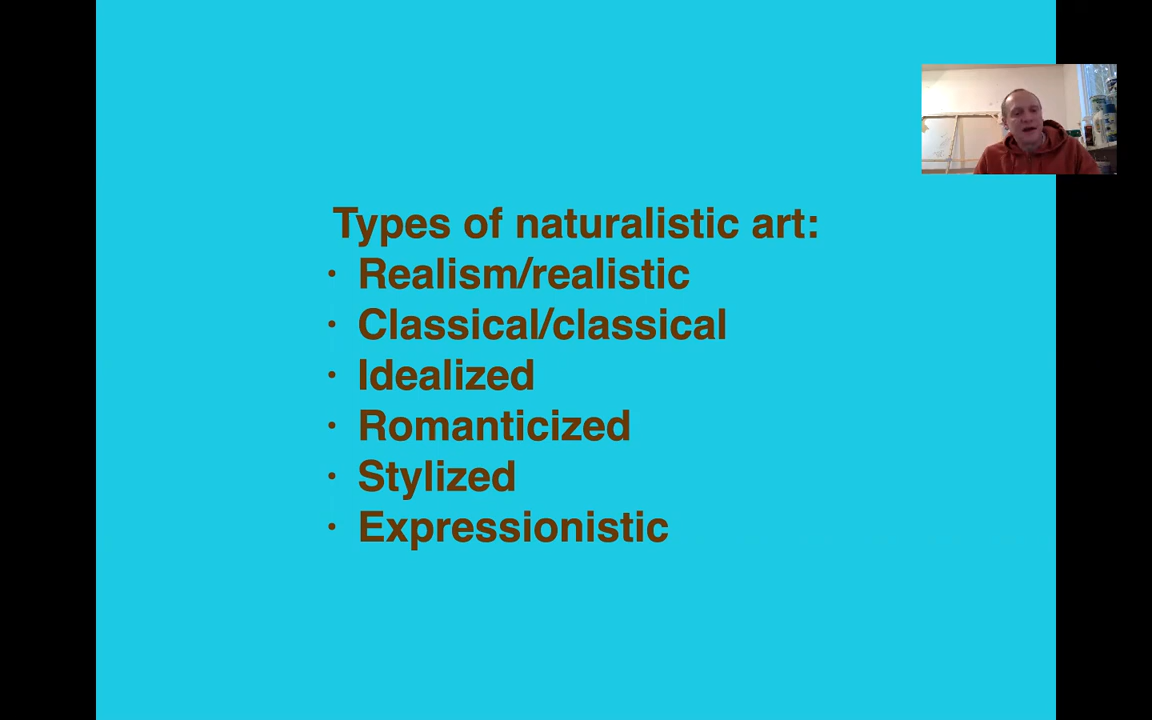 Types of naturalistic art:
· Realism/realistic
· Classical/classical
· Idealized
· Romanticized
· Stylized
· Expressionistic